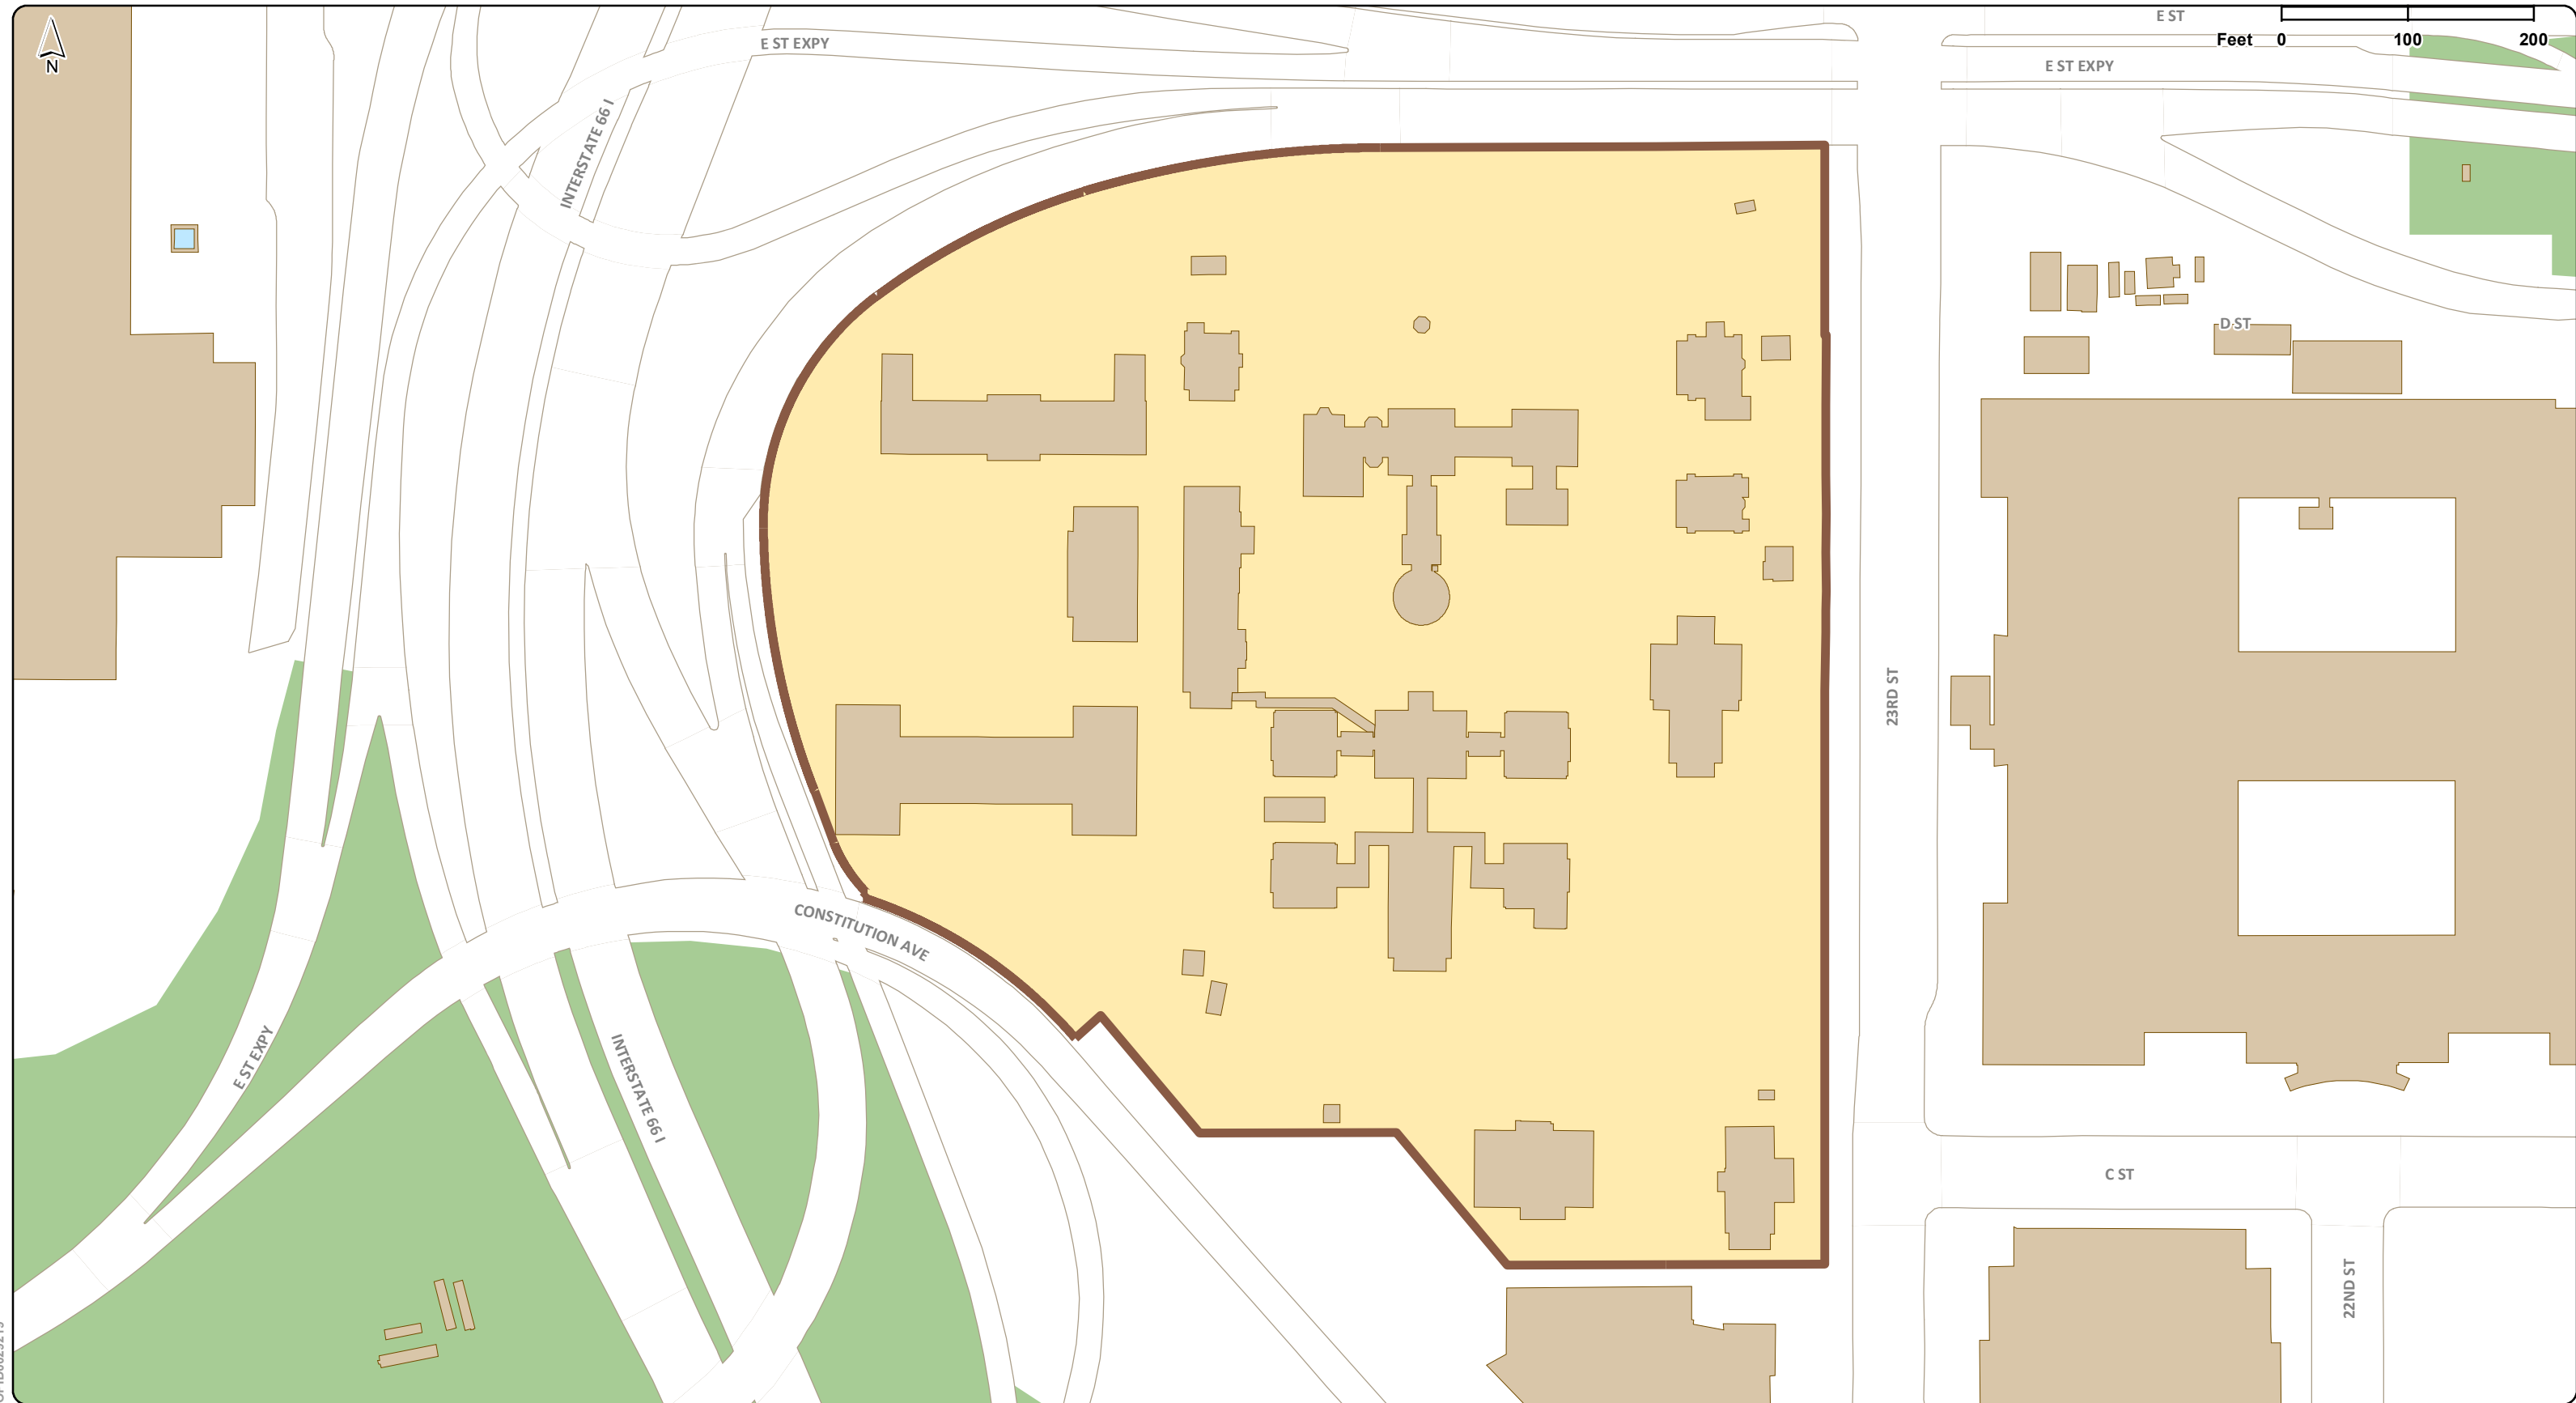 E ST
Feet 0 100 200
E ST EXPY
E ST EXPY
N
INTERSTATE 66 I
D ST
23RD ST
CONSTITUTION AVE
E ST EXPY
INTERSTATE 66 I
C ST
22ND ST